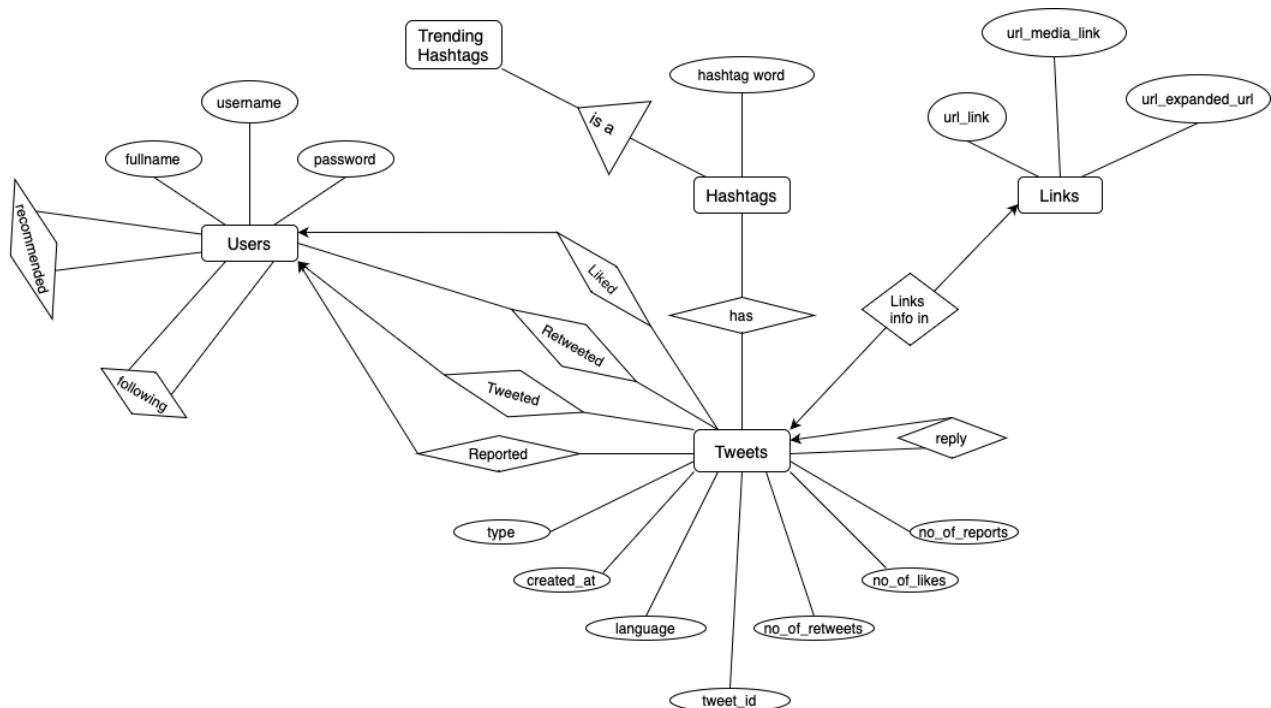 Trending
Hashtags
url_media_link
hashtag word
username
url_link
url_expanded_url
is a
fullname
password
Hashtags
Links
recommended
Users
Liked
Links
info in
has
Retweeted
following
Tweeted
reply
Reported
Tweets
type
no_of_reports
created_at
no_of_likes
language
no_of_retweets
tweet_id